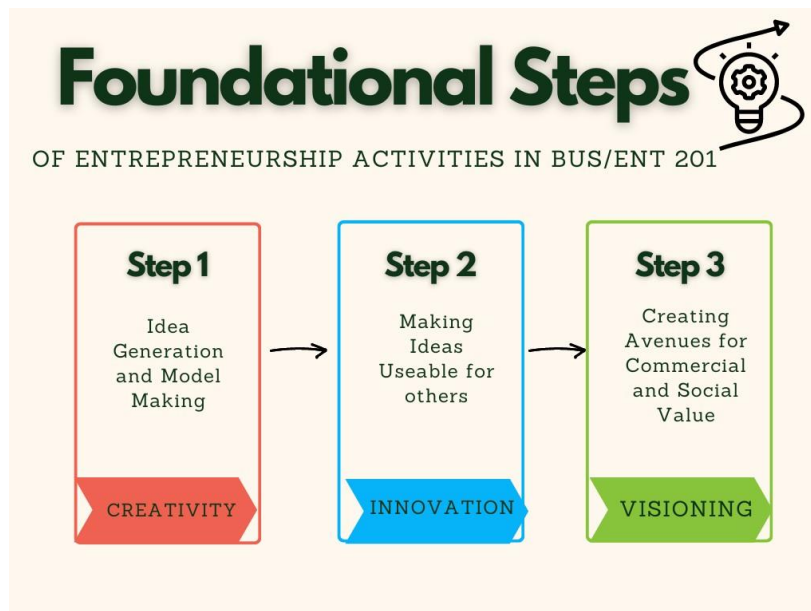 Foundational Steps
OF ENTREPRENEURSHIP ACTIVITIES IN BUS/ENT 201
Step 1
Idea
Generation
and Model
Making
CREATIVITY
Step 2
Making
Ideas
Useable for
others
INNOVATION
Step 3
Creating
Avenues for
Commercial
and Social
Value
VISIONING